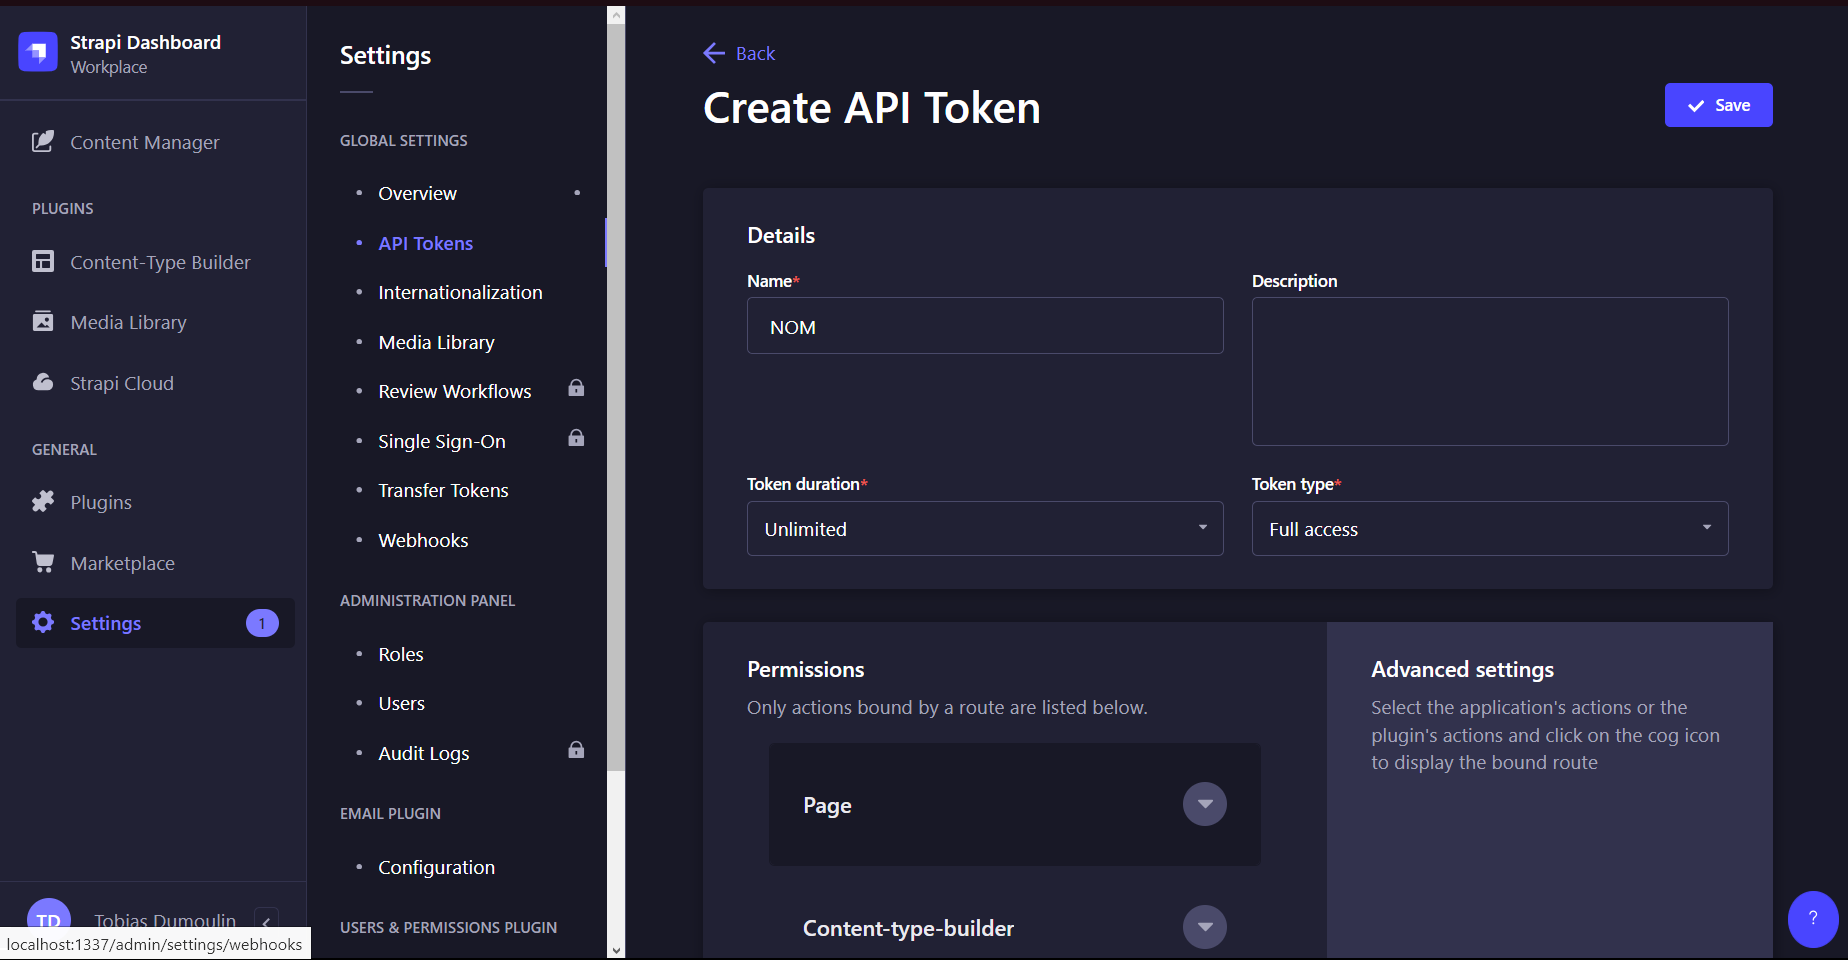 Strapi Dashboard
Workplace
Content Manager
PLUGINS
Content-Type Builder
Media Library
Strapi Cloud
GENERAL
Plugins
Marketplace
Settings 1
TD Tobias Dumoulin
localhost:1337/admin/settings/webhooks
Settings
GLOBAL SETTINGS
Overview
API Tokens
Internationalization
Media Library
Review Workflows
Single Sign-On
Transfer Tokens
Webhooks
ADMINISTRATION PANEL
Roles
Users
Audit Logs
EMAIL PLUGIN
Configuration
USERS & PERMISSIONS PLUGIN
Back
Create API Token
Save
Details
Name*
NOM
Description
Token duration*
Unlimited
Token type*
Full access
Permissions
Only actions bound by a route are listed below.
Page
Content-type-builder
Advanced settings
Select the application's actions or the
plugin's actions and click on the cog icon
to display the bound route
?